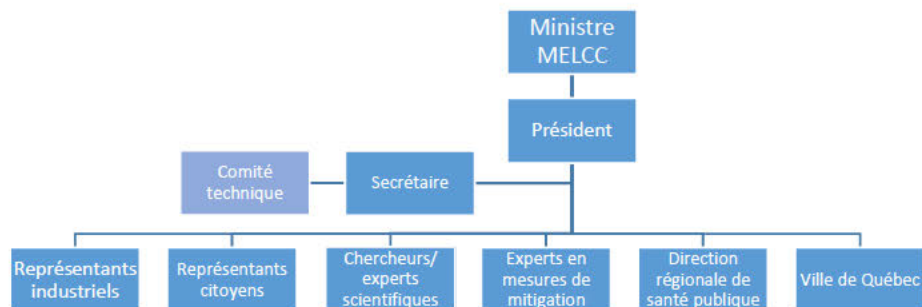 Ministre
MELCC
Président
Comité
technique
Secrétaire
Représentants
industriels
Représentants
citoyens
Chercheurs/
experts
scientifiques
Experts en
mesures de
mitigation
Direction
régionale de
santé publique
Ville de Québec